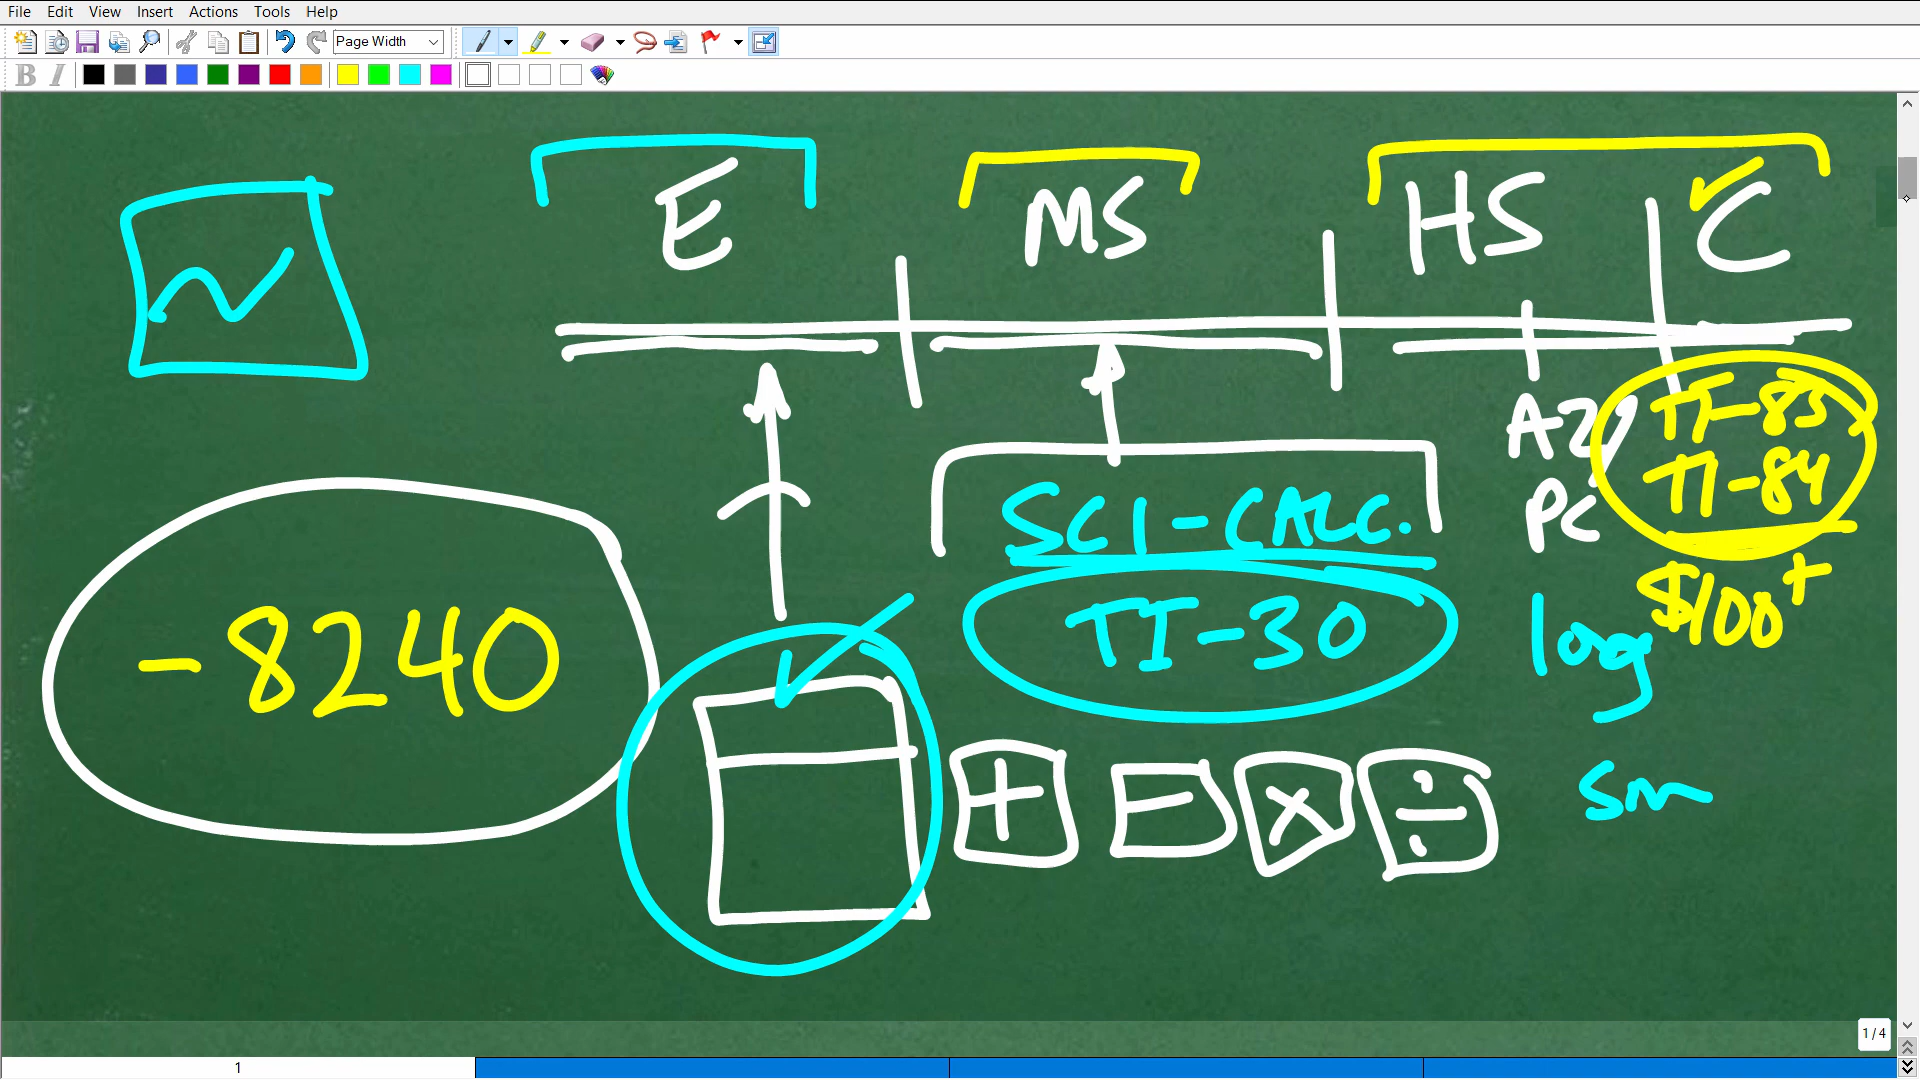 File Edit View Insert Actions Tools Help
Page Width
B I
E MS HS C
A2
PC
TI-83
TI-84
$100+
SCI-CALC.
TI-30
log
-8240
+ - × ÷
1 / 4
1